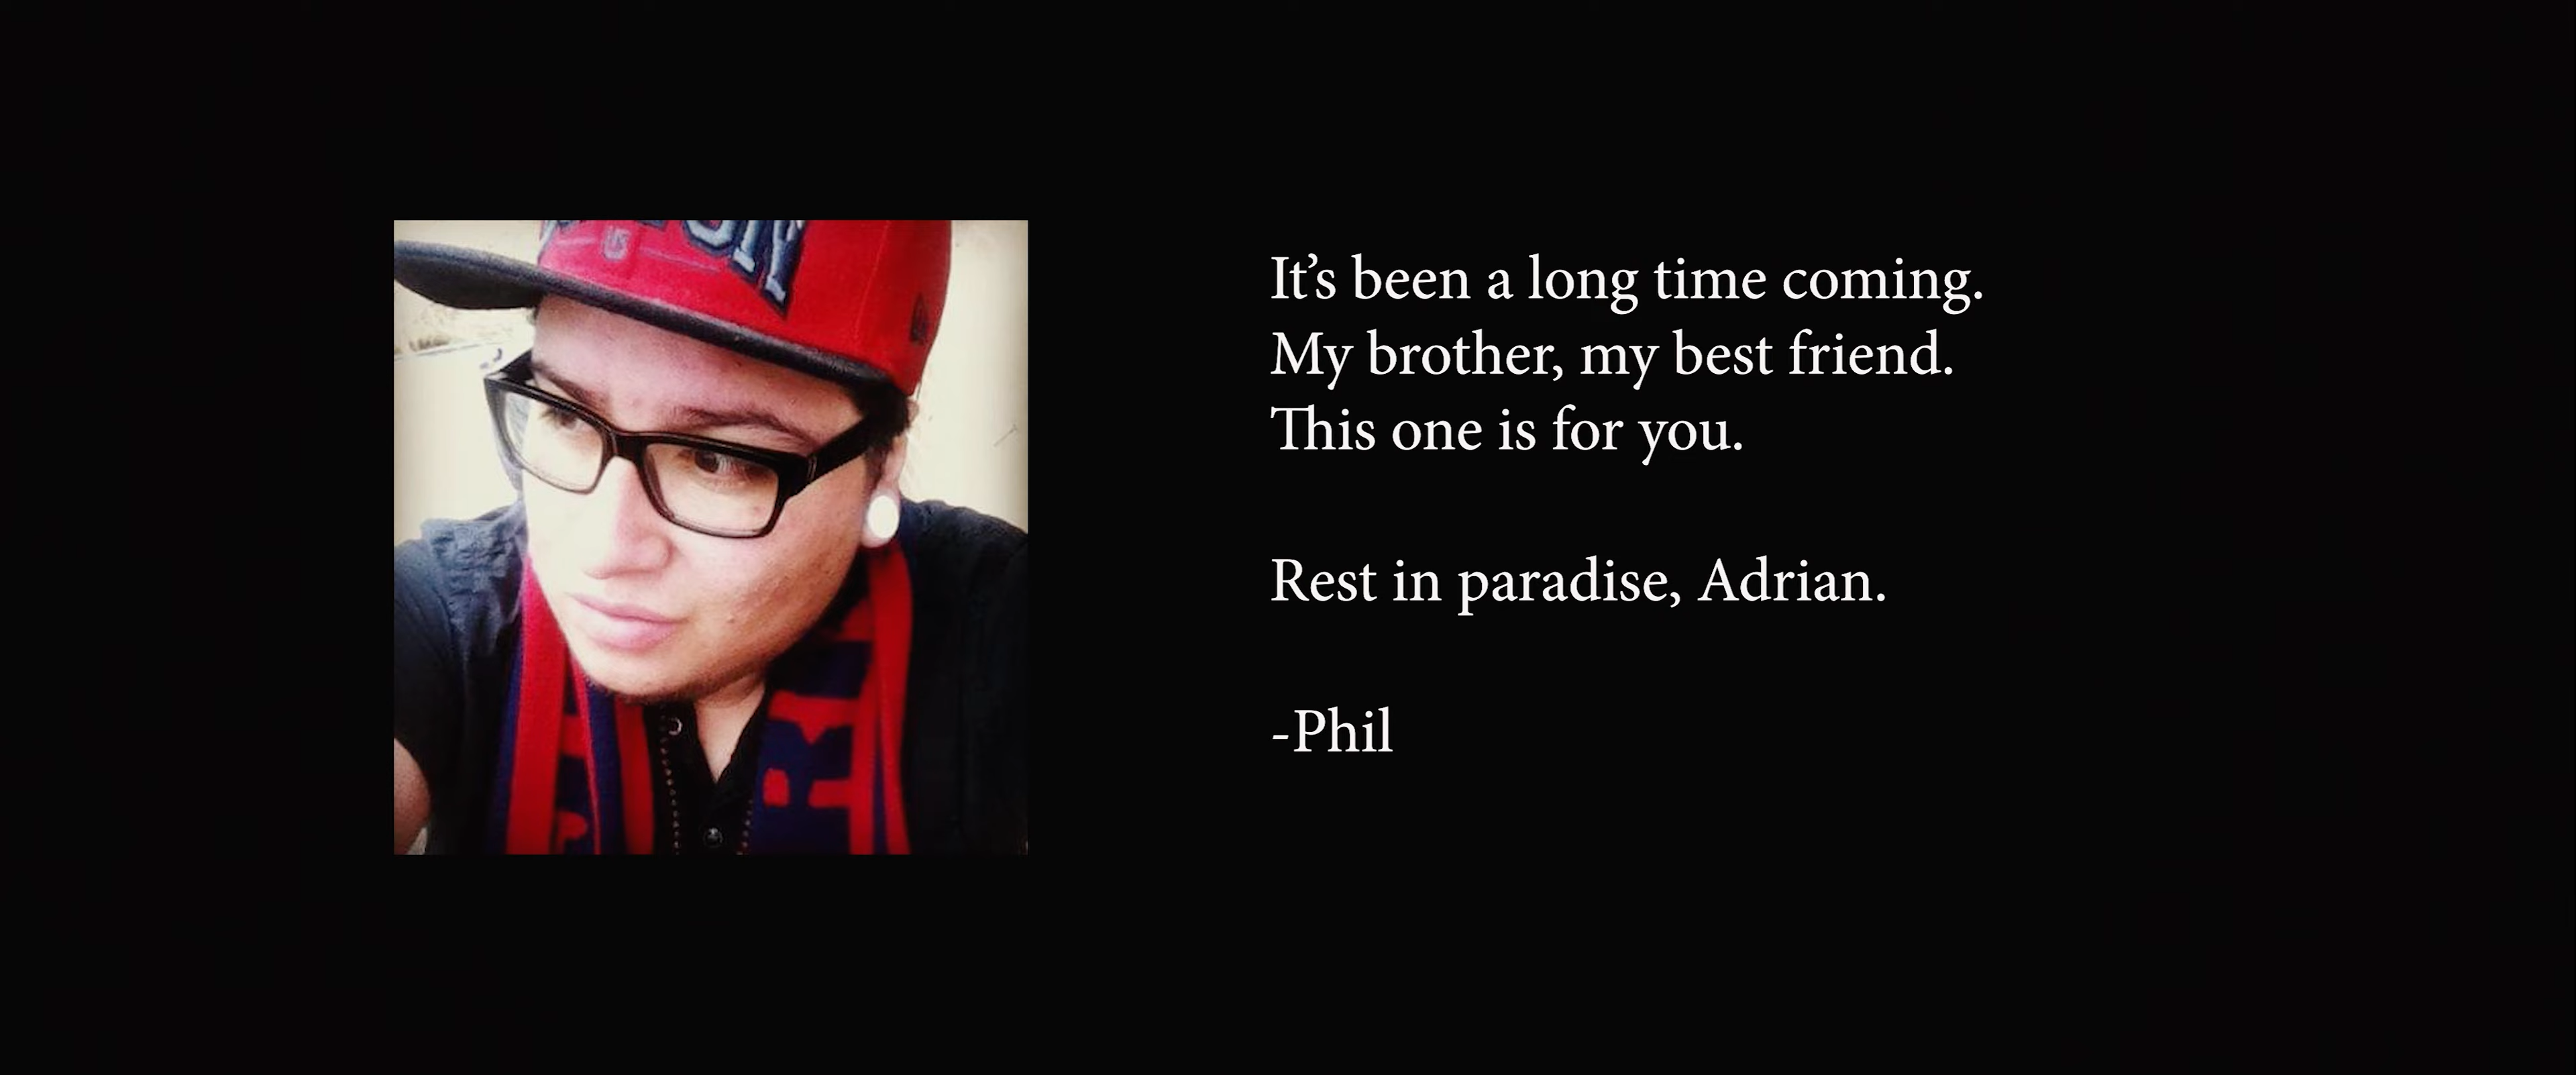 It’s been a long time coming.
My brother, my best friend.
This one is for you.
Rest in paradise, Adrian.
-Phil